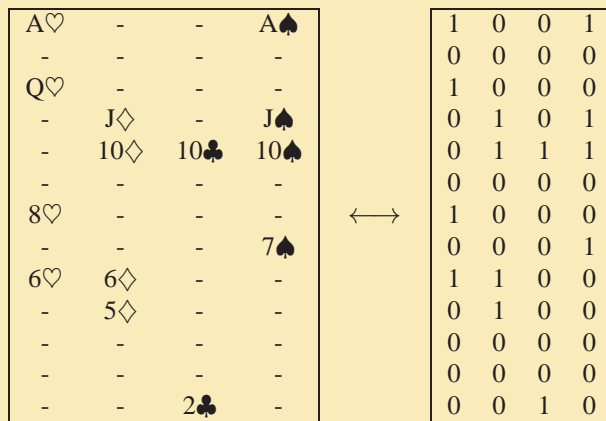 A♡ - - A♠ 1 0 0 1
- - - - 0 0 0 0
Q♡ - - - 1 0 0 0
- J♢ - J♠ 0 1 0 1
- 10♢ 10♣ 10♠ 0 1 1 1
- - - - 0 0 0 0
8♡ - - - ⟷ 1 0 0 0
- - - 7♠ 0 0 0 1
6♡ 6♢ - - 1 1 0 0
- 5♢ - - 0 1 0 0
- - - - 0 0 0 0
- - - - 0 0 0 0
- - 2♣ - 0 0 1 0